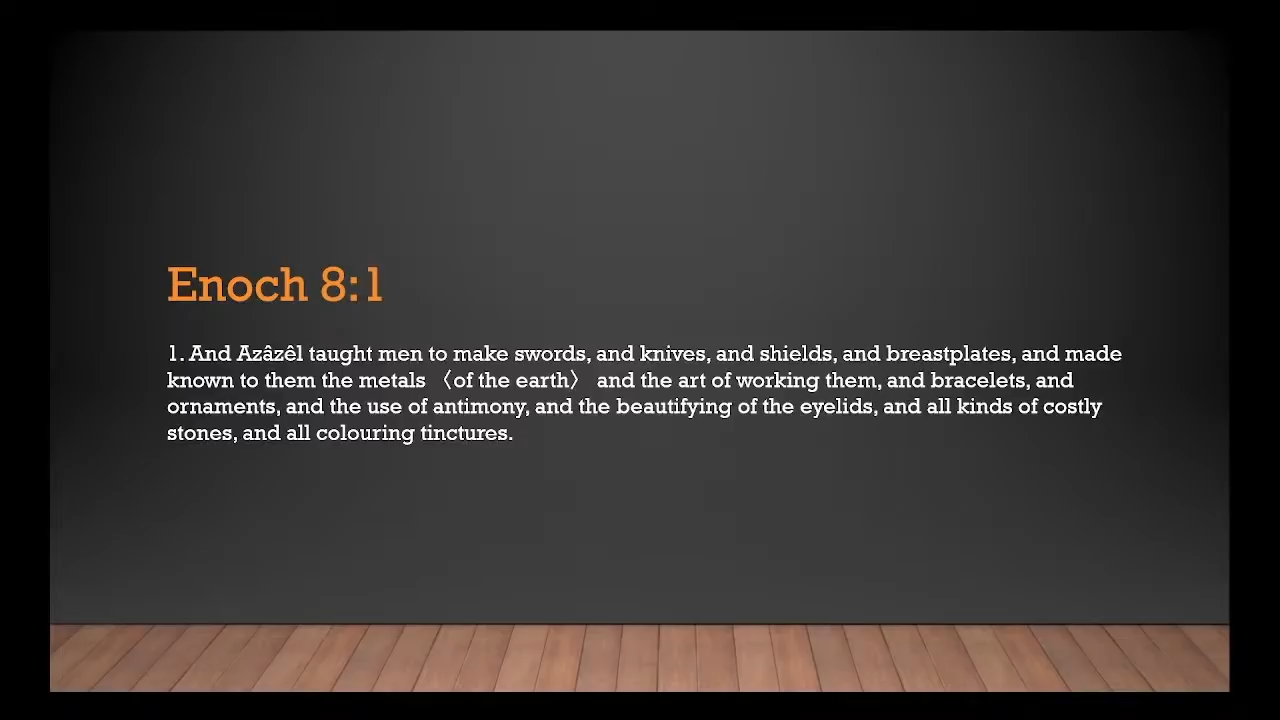 Enoch 8:1
1. And Azâzêl taught men to make swords, and knives, and shields, and breastplates, and made
known to them the metals 〈of the earth〉 and the art of working them, and bracelets, and
ornaments, and the use of antimony, and the beautifying of the eyelids, and all kinds of costly
stones, and all colouring tinctures.